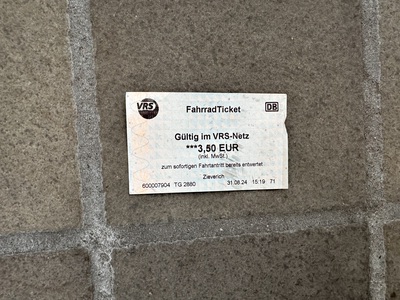 VRS FahrradTicket DB
Gültig im VRS-Netz
***3,50 EUR
(inkl. MwSt.)
zum sofortigen Fahrtantritt bereits entwertet
Zieverich
600007904 TG 2880 31.08.24 15:19 71